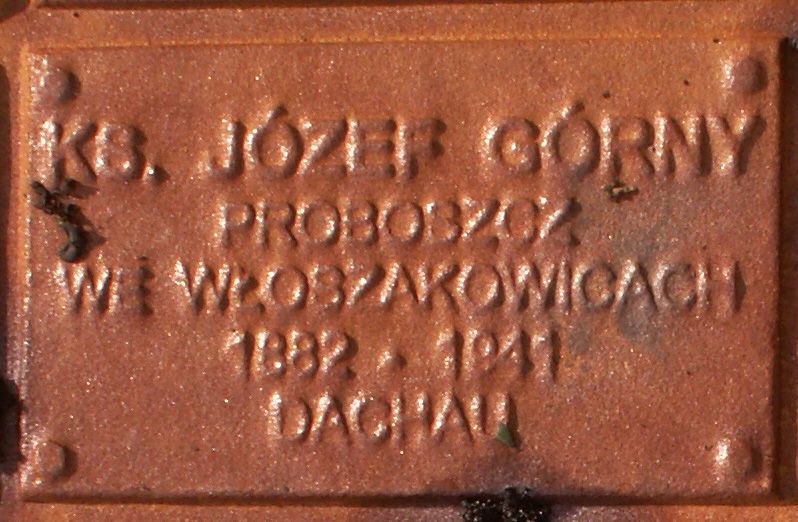 KS. JÓZEF GÓRNY
PROBOSZCZ
WE WŁOSZAKOWICACH
1882 - 1941
DACHAU